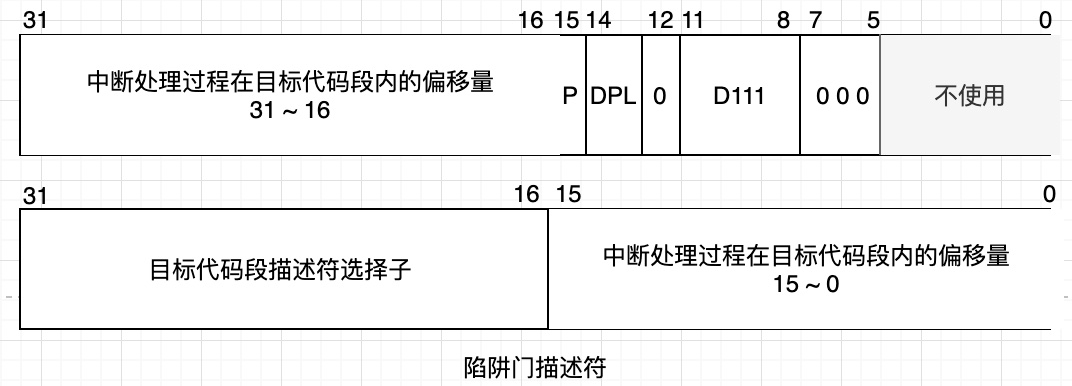 31 16 15 14 12 11 8 7 5 0
中断处理过程在目标代码段内的偏移量
31 ~ 16
P DPL 0 D111 0 0 0 不使用
31 16 15 0
目标代码段描述符选择子
中断处理过程在目标代码段内的偏移量
15 ~ 0
陷阱门描述符